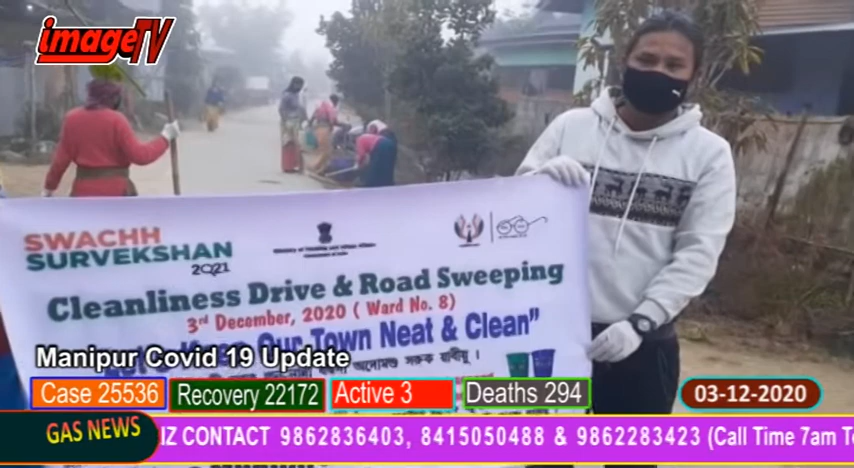 imageTV
SWACHH
SURVEKSHAN
2021
Cleanliness Drive & Road Sweeping
3rd December, 2020 ( Ward No. 8)
Our Town Neat & Clean”
Manipur Covid 19 Update
Case 25536 Recovery 22172 Active 3 Deaths 294 03-12-2020
GAS NEWS IZ CONTACT 9862836403, 8415050488 & 9862283423 (Call Time 7am T